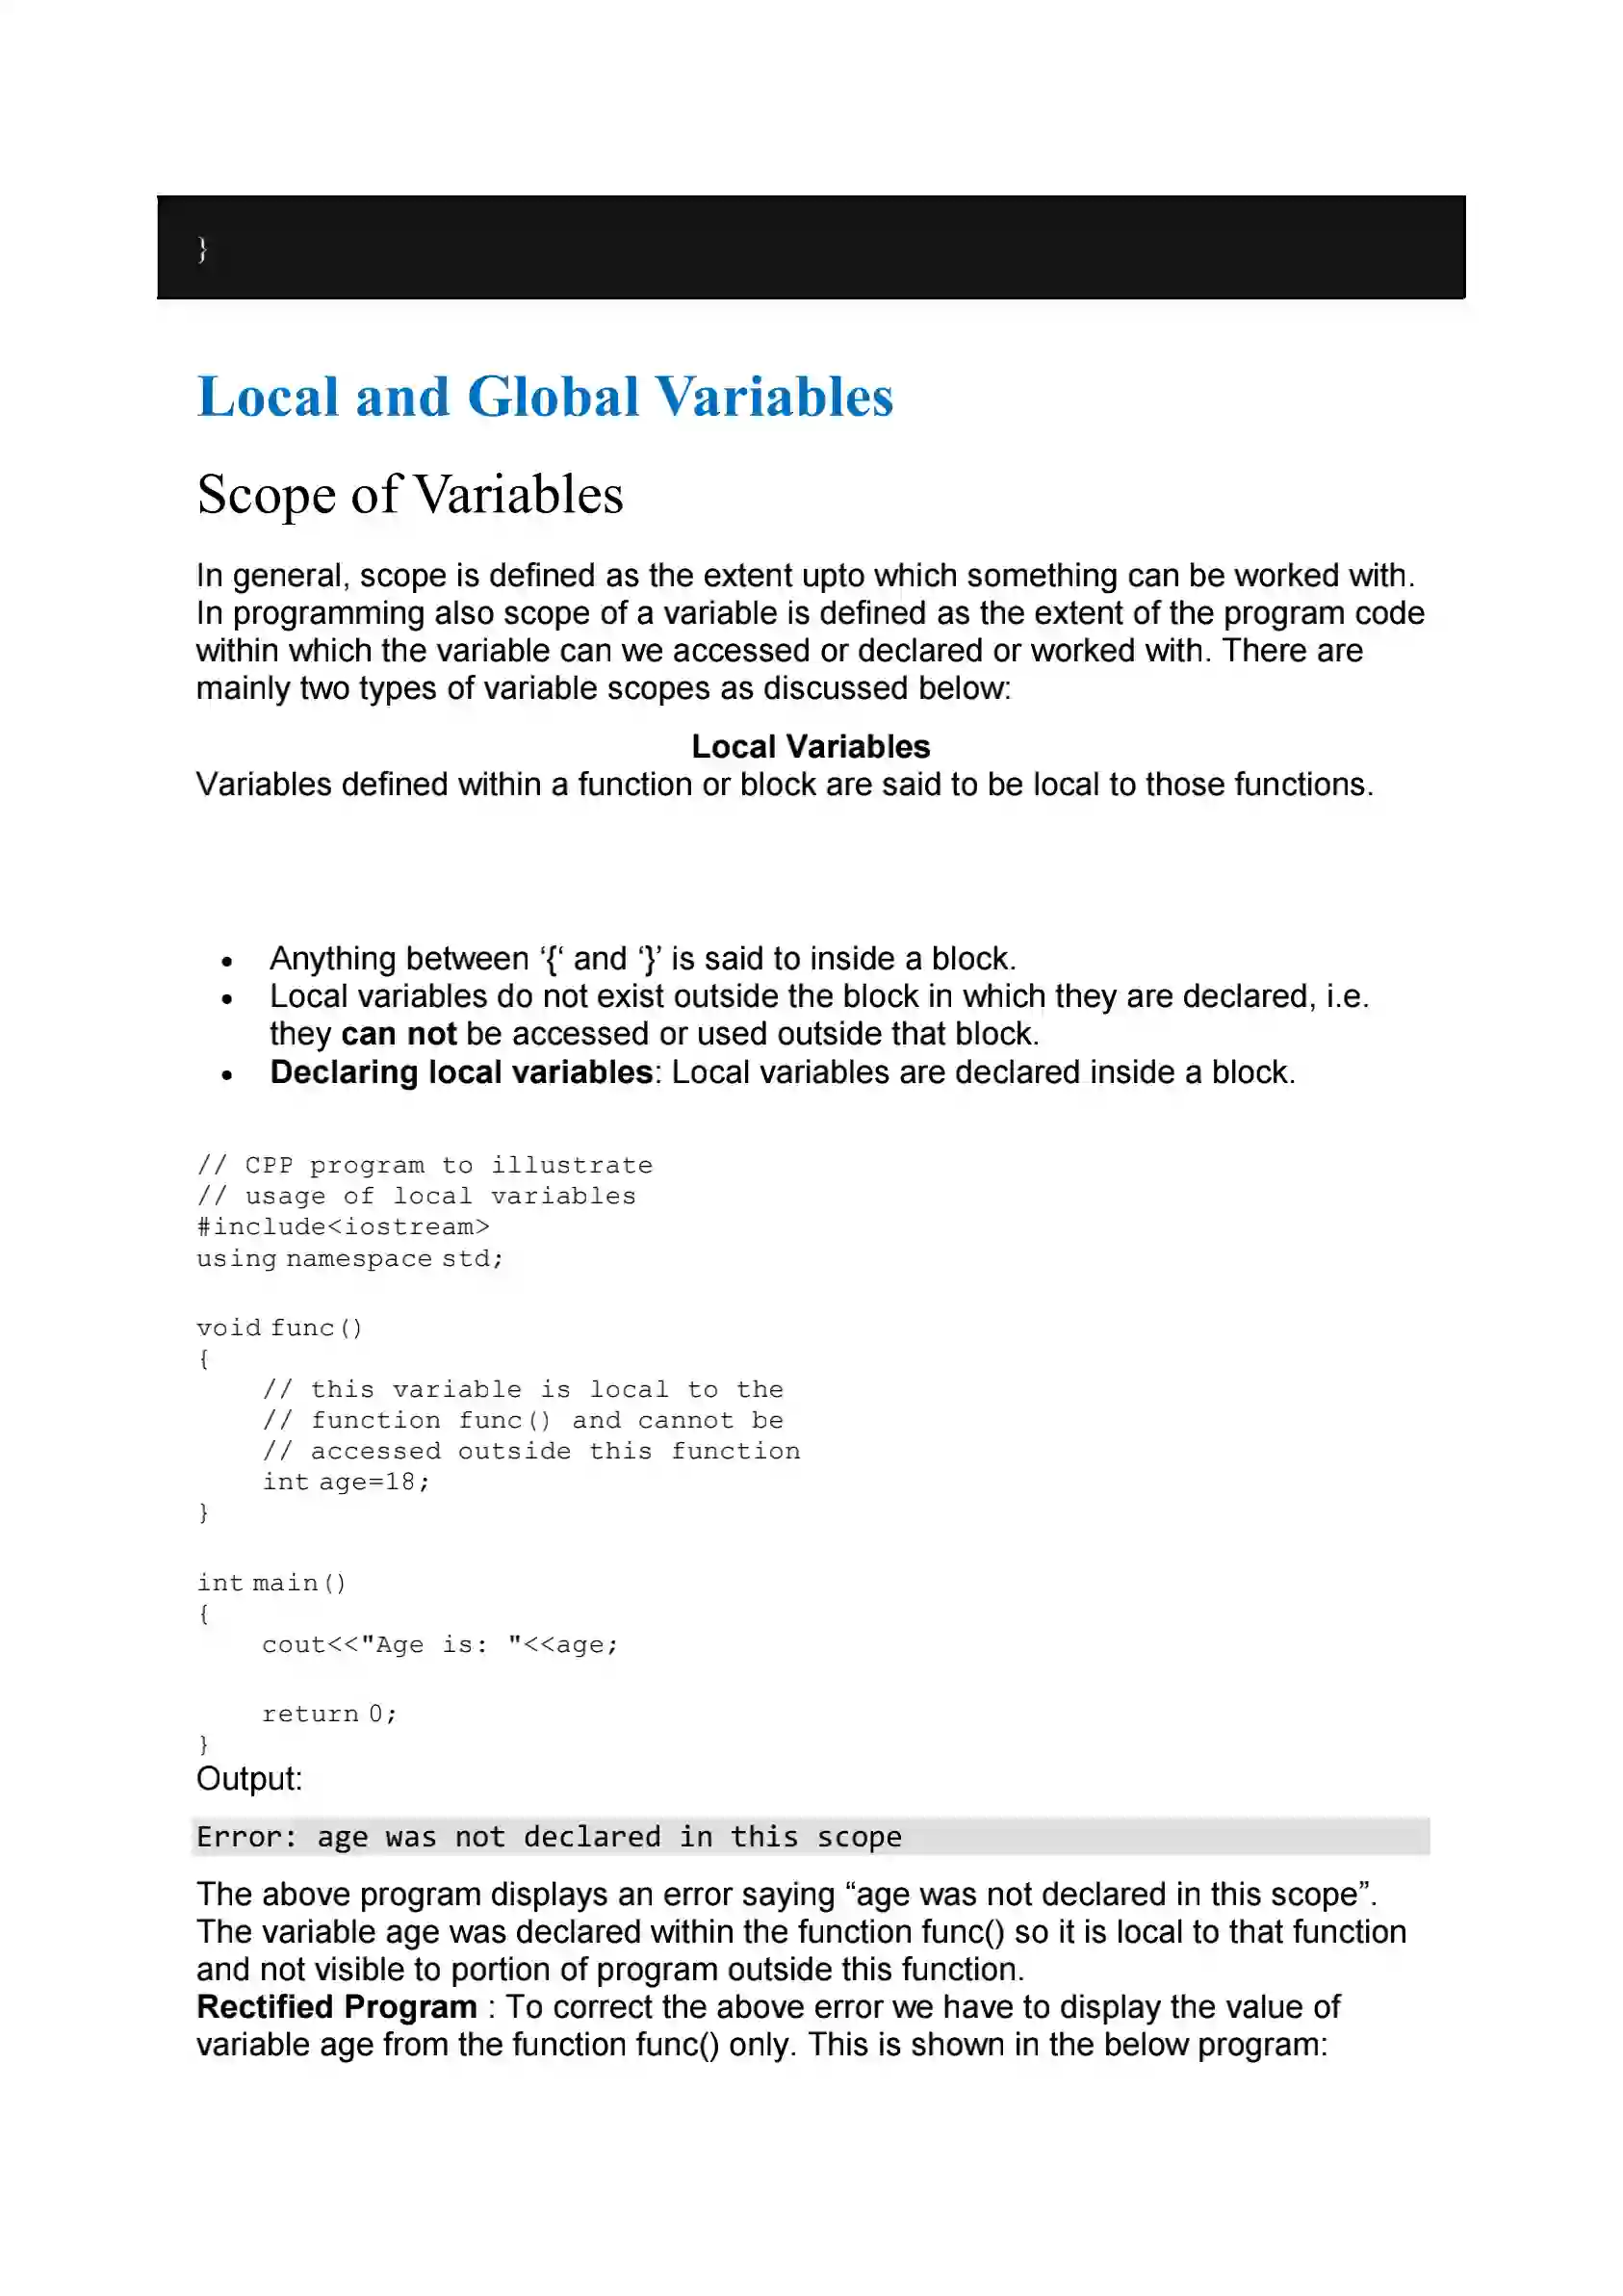 }
Local and Global Variables
Scope of Variables
In general, scope is defined as the extent upto which something can be worked with.
In programming also scope of a variable is defined as the extent of the program code
within which the variable can we accessed or declared or worked with. There are
mainly two types of variable scopes as discussed below:
Local Variables
Variables defined within a function or block are said to be local to those functions.
• Anything between ‘{‘ and ‘}’ is said to inside a block.
• Local variables do not exist outside the block in which they are declared, i.e.
they can not be accessed or used outside that block.
• Declaring local variables: Local variables are declared inside a block.
// CPP program to illustrate
// usage of local variables
#include<iostream>
using namespace std;
void func()
{
    // this variable is local to the
    // function func() and cannot be
    // accessed outside this function
    int age=18;
}
int main()
{
    cout<<"Age is: "<<age;
    return 0;
}
Output:
Error: age was not declared in this scope
The above program displays an error saying “age was not declared in this scope”.
The variable age was declared within the function func() so it is local to that function
and not visible to portion of program outside this function.
Rectified Program : To correct the above error we have to display the value of
variable age from the function func() only. This is shown in the below program: